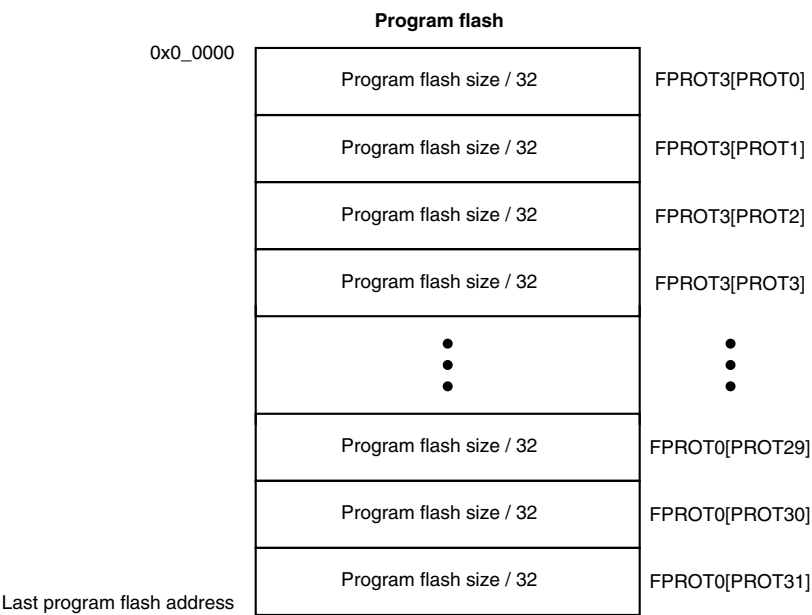 Program flash
0x0_0000
Program flash size / 32 FPROT3[PROT0]
Program flash size / 32 FPROT3[PROT1]
Program flash size / 32 FPROT3[PROT2]
Program flash size / 32 FPROT3[PROT3]
Program flash size / 32 FPROT0[PROT29]
Program flash size / 32 FPROT0[PROT30]
Program flash size / 32 FPROT0[PROT31]
Last program flash address